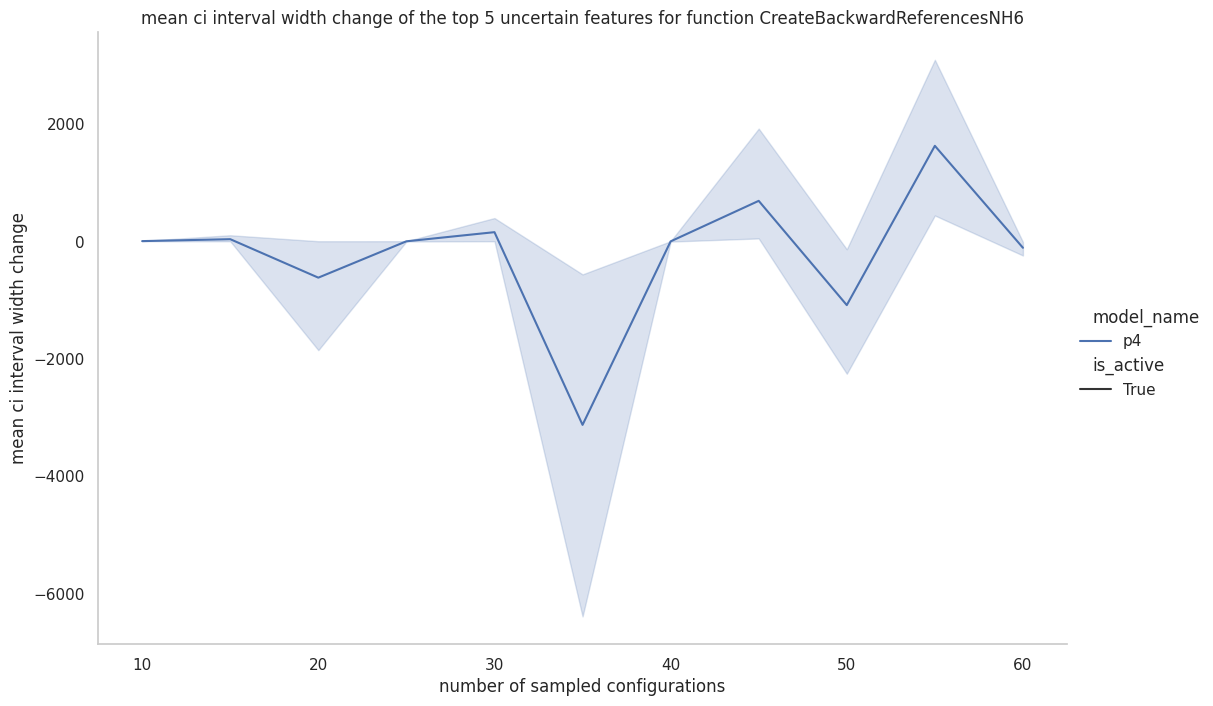 mean ci interval width change of the top 5 uncertain features for function CreateBackwardReferencesNH6
mean ci interval width change
2000
0
−2000
−4000
−6000
10
20
30
40
50
60
number of sampled configurations
model_name
p4
is_active
True